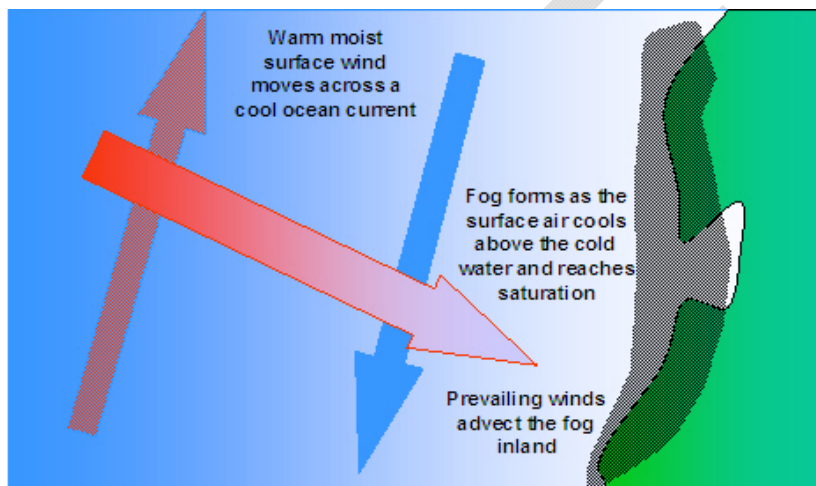 Warm moist
surface wind
moves across a
cool ocean current
Fog forms as the
surface air cools
above the cold
water and reaches
saturation
Prevailing winds
advect the fog
inland